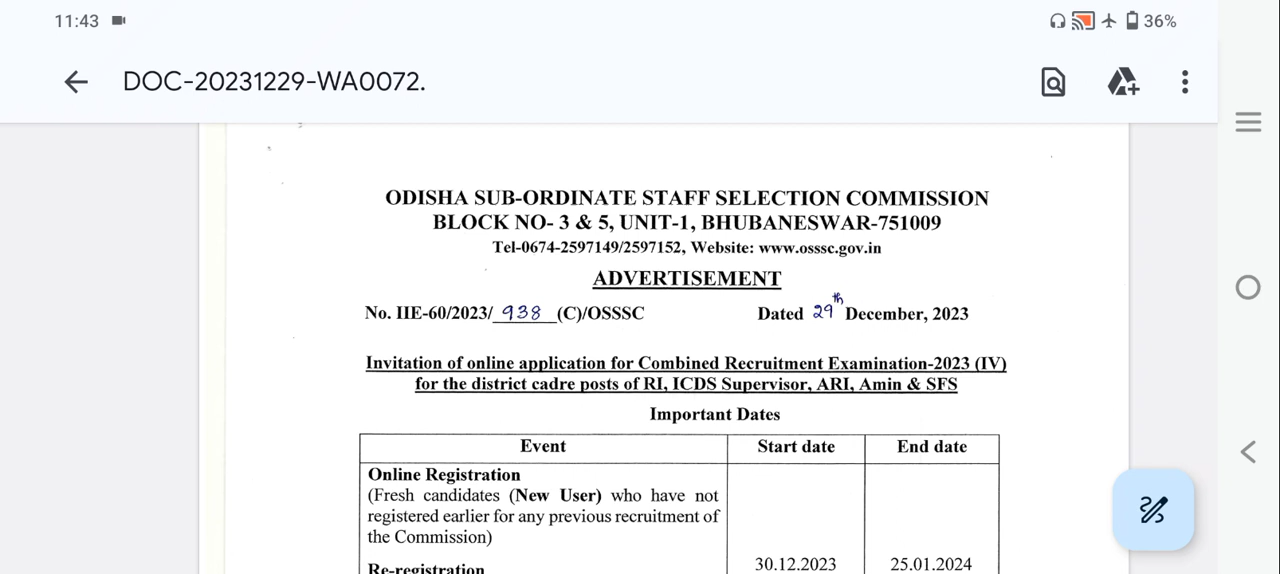 11:43
36%
DOC-20231229-WA0072.
ODISHA SUB-ORDINATE STAFF SELECTION COMMISSION
BLOCK NO- 3 & 5, UNIT-1, BHUBANESWAR-751009
Tel-0674-2597149/2597152, Website: www.osssc.gov.in
ADVERTISEMENT
No. IIE-60/2023/ 938 (C)/OSSSC Dated 29th December, 2023
Invitation of online application for Combined Recruitment Examination-2023 (IV)
for the district cadre posts of RI, ICDS Supervisor, ARI, Amin & SFS
Important Dates
Event Start date End date
Online Registration
(Fresh candidates (New User) who have not
registered earlier for any previous recruitment of
the Commission)
30.12.2023 25.01.2024
Re-registration